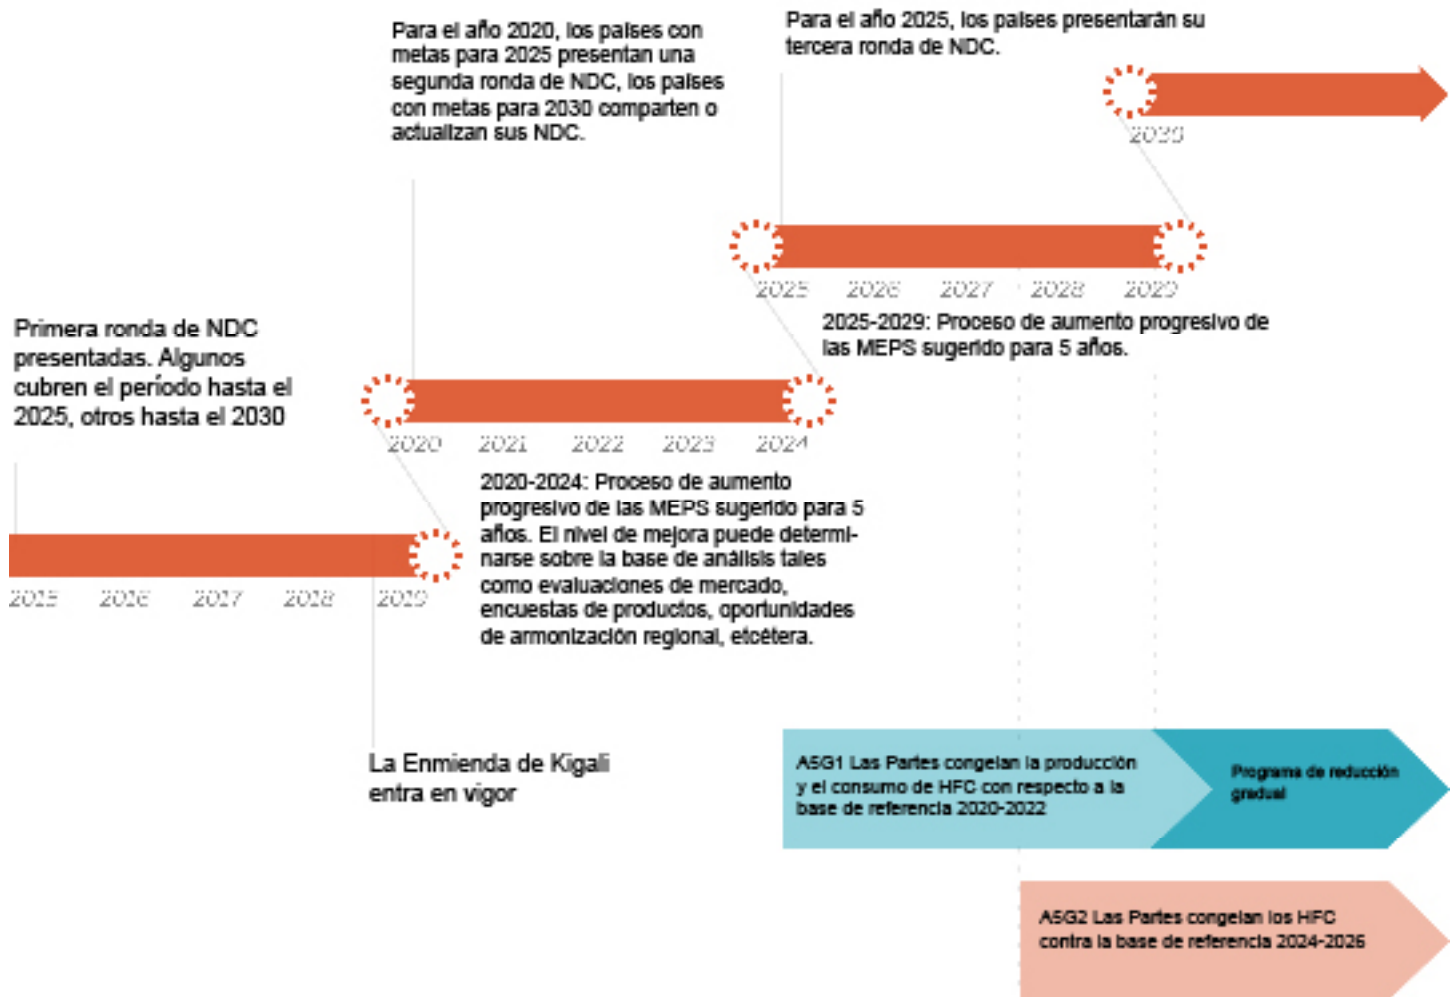 Para el año 2020, los países con
metas para 2025 presentan una
segunda ronda de NDC, los países
con metas para 2030 comparten o
actualizan sus NDC.
Para el año 2025, los países presentarán su
tercera ronda de NDC.
2030
2025 2026 2027 2028 2029
2025-2029: Proceso de aumento progresivo de
las MEPS sugerido para 5 años.
Primera ronda de NDC
presentadas. Algunos
cubren el período hasta el
2025, otros hasta el 2030
2020 2021 2022 2023 2024
2020-2024: Proceso de aumento
progresivo de las MEPS sugerido para 5
años. El nivel de mejora puede determi-
narse sobre la base de análisis tales
como evaluaciones de mercado,
encuestas de productos, oportunidades
de armonización regional, etcétera.
2015 2016 2017 2018 2019
La Enmienda de Kigali
entra en vigor
A5G1 Las Partes congelan la producción
y el consumo de HFC con respecto a la
base de referencia 2020-2022
Programa de reducción
gradual
A5G2 Las Partes congelan los HFC
contra la base de referencia 2024-2026